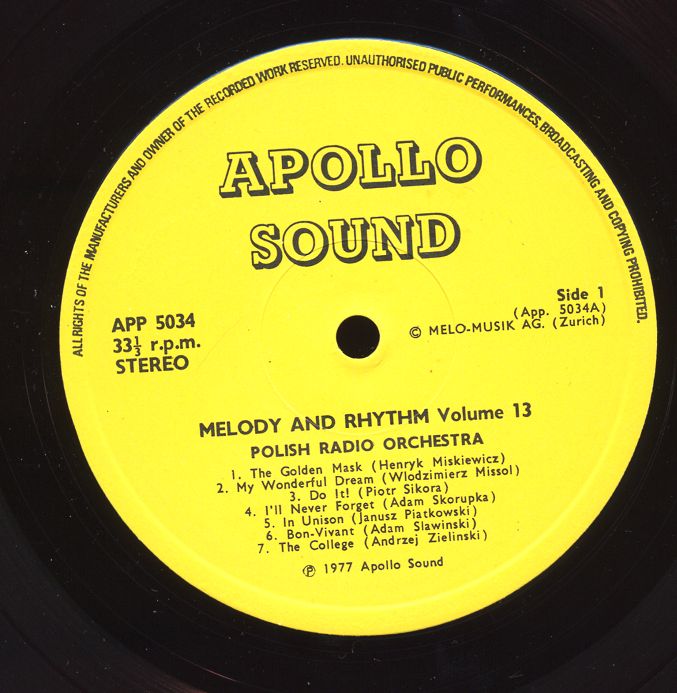 ALL RIGHTS OF THE MANUFACTURERS AND OWNER OF THE RECORDED WORK RESERVED. UNAUTHORISED PUBLIC PERFORMANCES, BROADCASTING AND COPYING PROHIBITED.
APOLLO
SOUND
APP 5034
33⅓ r.p.m.
STEREO
Side 1
(App. 5034A)
© MELO-MUSIK AG. (Zurich)
MELODY AND RHYTHM Volume 13
POLISH RADIO ORCHESTRA
1. The Golden Mask (Henryk Miskiewicz)
2. My Wonderful Dream (Wlodzimierz Missol)
3. Do It! (Piotr Sikora)
4. I'll Never Forget (Adam Skorupka)
5. In Unison (Janusz Piatkowski)
6. Bon-Vivant (Adam Slawinski)
7. The College (Andrzej Zielinski)
℗ 1977 Apollo Sound